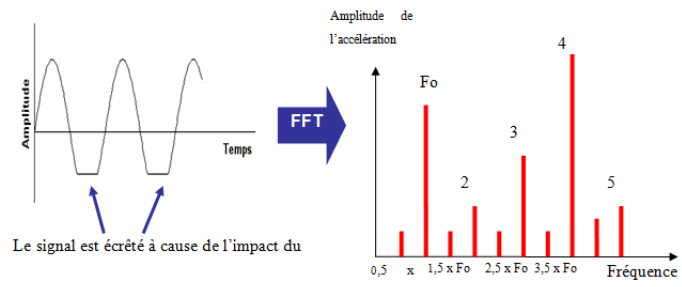 Amplitude de
l'accélération
Amplitude
Temps
FFT
Fo
2
3
4
5
0,5 x 1,5 x Fo 2,5 x Fo 3,5 x Fo Fréquence
Le signal est écrêté à cause de l'impact du